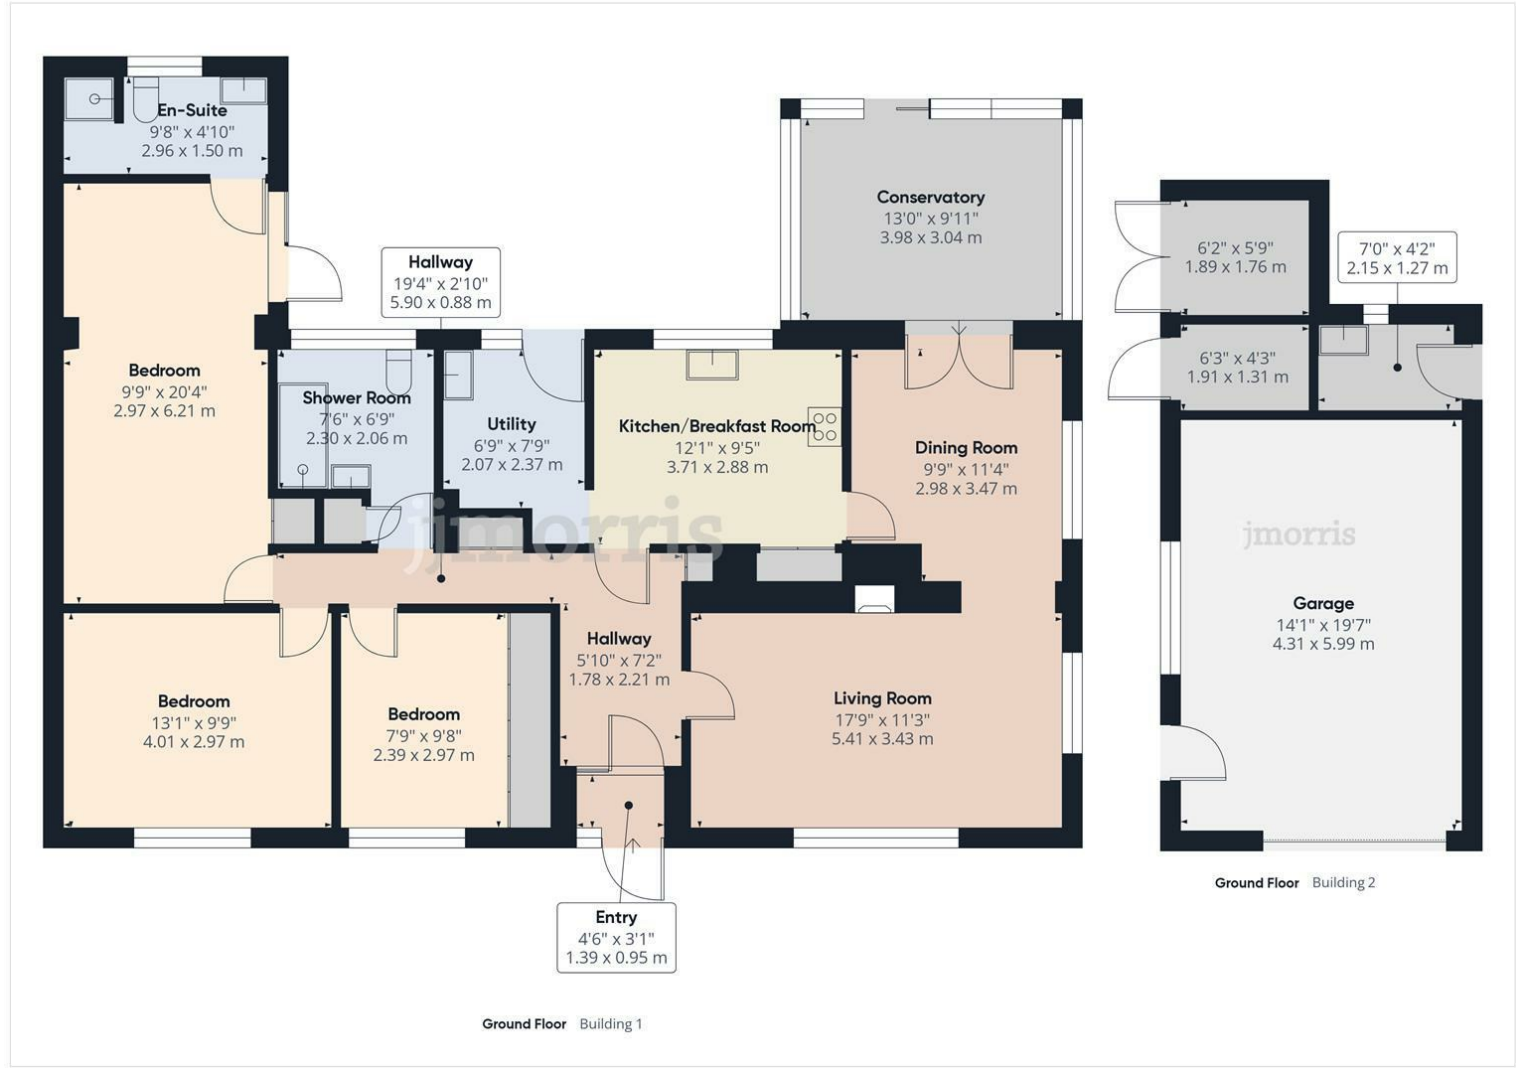 En-Suite
9'8" x 4'10"
2.96 x 1.50 m
Hallway
19'4" x 2'10"
5.90 x 0.88 m
Conservatory
13'0" x 9'11"
3.98 x 3.04 m
Bedroom
9'9" x 20'4"
2.97 x 6.21 m
Shower Room
7'6" x 6'9"
2.30 x 2.06 m
Utility
6'9" x 7'9"
2.07 x 2.37 m
Kitchen/Breakfast Room
12'1" x 9'5"
3.71 x 2.88 m
Dining Room
9'9" x 11'4"
2.98 x 3.47 m
jjmorris
Bedroom
13'1" x 9'9"
4.01 x 2.97 m
Bedroom
7'9" x 9'8"
2.39 x 2.97 m
Hallway
5'10" x 7'2"
1.78 x 2.21 m
Living Room
17'9" x 11'3"
5.41 x 3.43 m
Entry
4'6" x 3'1"
1.39 x 0.95 m
Ground Floor Building 1
6'2" x 5'9"
1.89 x 1.76 m
7'0" x 4'2"
2.15 x 1.27 m
6'3" x 4'3"
1.91 x 1.31 m
jmorris
Garage
14'1" x 19'7"
4.31 x 5.99 m
Ground Floor Building 2